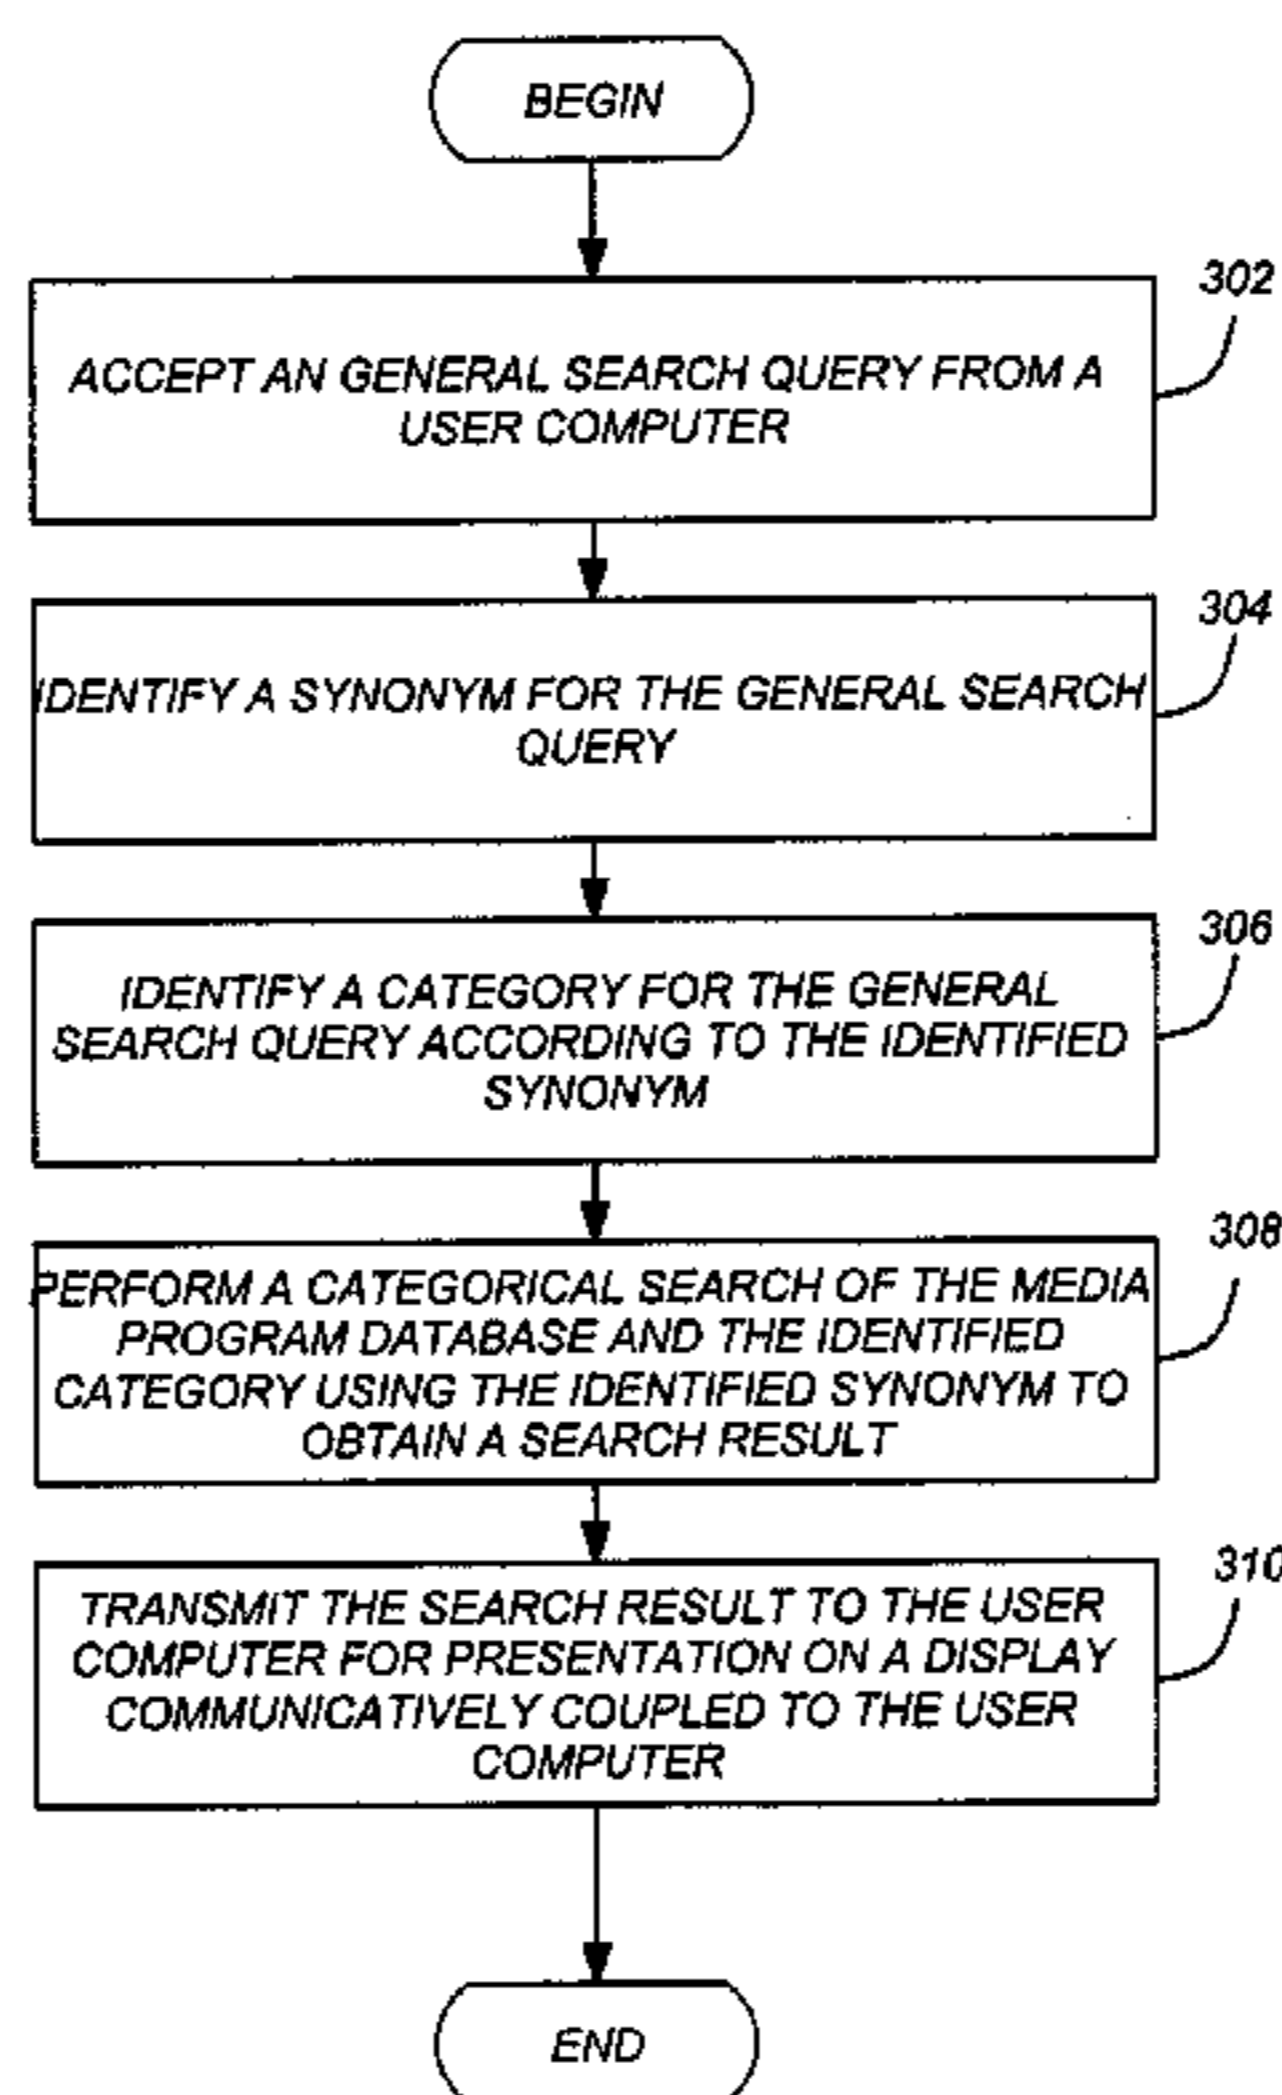 BEGIN
302
ACCEPT AN GENERAL SEARCH QUERY FROM A
USER COMPUTER
304
IDENTIFY A SYNONYM FOR THE GENERAL SEARCH
QUERY
306
IDENTIFY A CATEGORY FOR THE GENERAL
SEARCH QUERY ACCORDING TO THE IDENTIFIED
SYNONYM
308
PERFORM A CATEGORICAL SEARCH OF THE MEDIA
PROGRAM DATABASE AND THE IDENTIFIED
CATEGORY USING THE IDENTIFIED SYNONYM TO
OBTAIN A SEARCH RESULT
310
TRANSMIT THE SEARCH RESULT TO THE USER
COMPUTER FOR PRESENTATION ON A DISPLAY
COMMUNICATIVELY COUPLED TO THE USER
COMPUTER
END